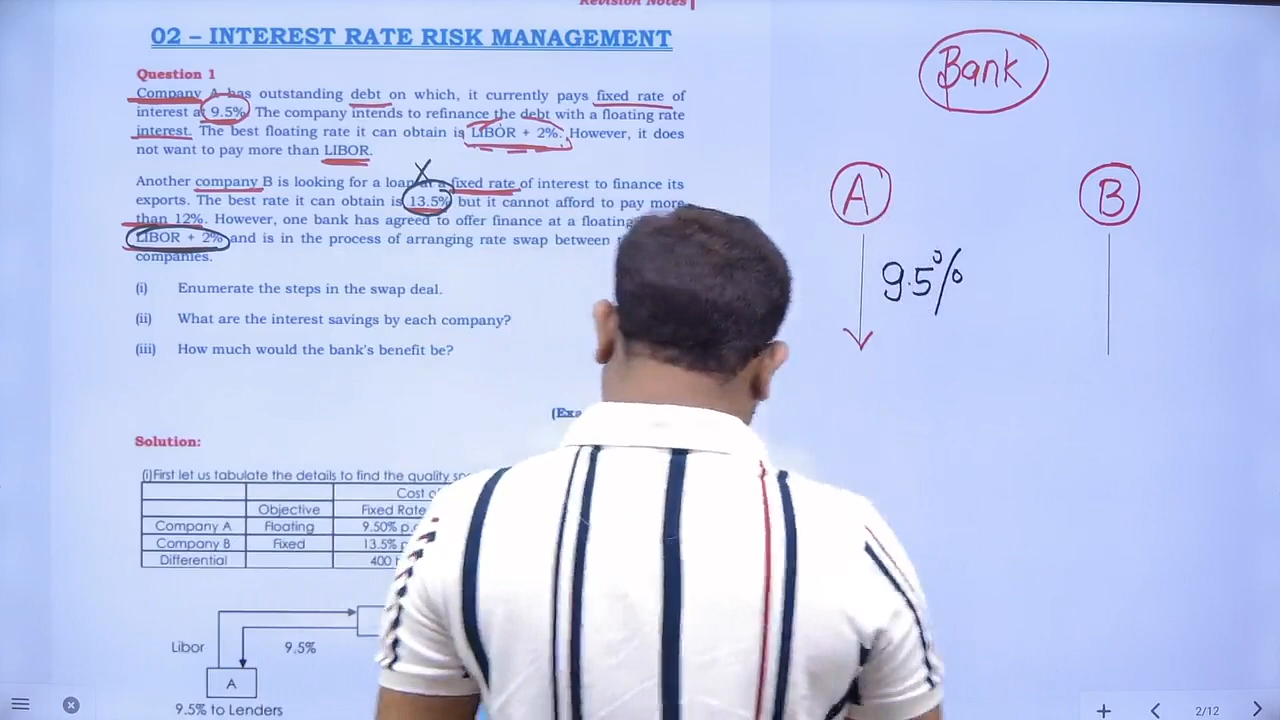 Revision Notes
02 – INTEREST RATE RISK MANAGEMENT
Question 1
Company A has outstanding debt on which, it currently pays fixed rate of
interest at 9.5%. The company intends to refinance the debt with a floating rate
interest. The best floating rate it can obtain is LIBOR + 2%. However, it does
not want to pay more than LIBOR.
Another company B is looking for a loan at a fixed rate of interest to finance its
exports. The best rate it can obtain is 13.5% but it cannot afford to pay more
than 12%. However, one bank has agreed to offer finance at a floating
LIBOR + 2% and is in the process of arranging rate swap between
companies.
(i) Enumerate the steps in the swap deal.
(ii) What are the interest savings by each company?
(iii) How much would the bank's benefit be?
Solution:
(i)First let us tabulate the details to find the quality
Cost
Objective Fixed Rate
Company A Floating 9.50%
Company B Fixed 13.5%
Differential 400
Libor 9.5%
A
9.5% to Lenders
Bank
A B
9.5%
2/12